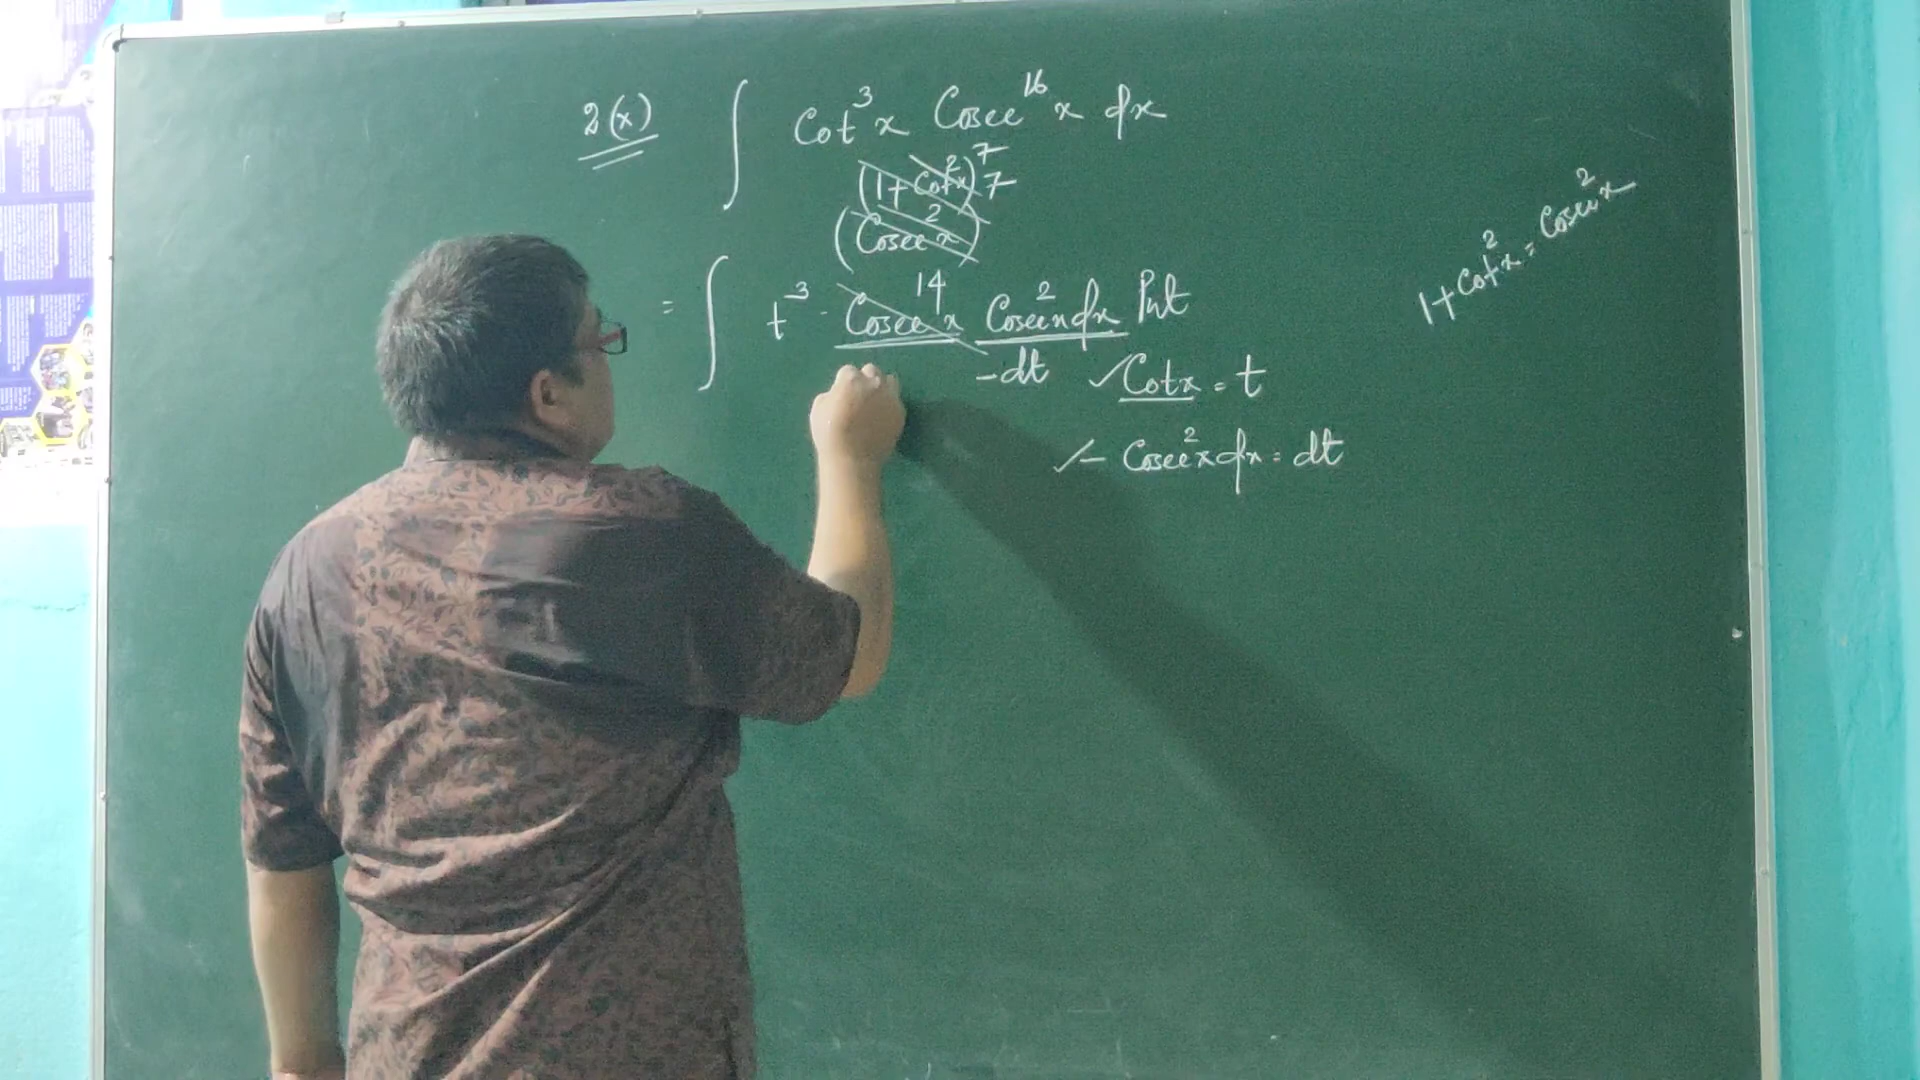 2(x) ∫ Cot³x Cosec¹⁶x dx
(1+Cot²x)⁷ 7
(Cosec²x)
= ∫ t³ · Cosec¹⁴x Cosec²x dx Put
-dt ✓Cotx = t
✓- Cosec²x dx = dt
1+Cot²x = Cosec²x